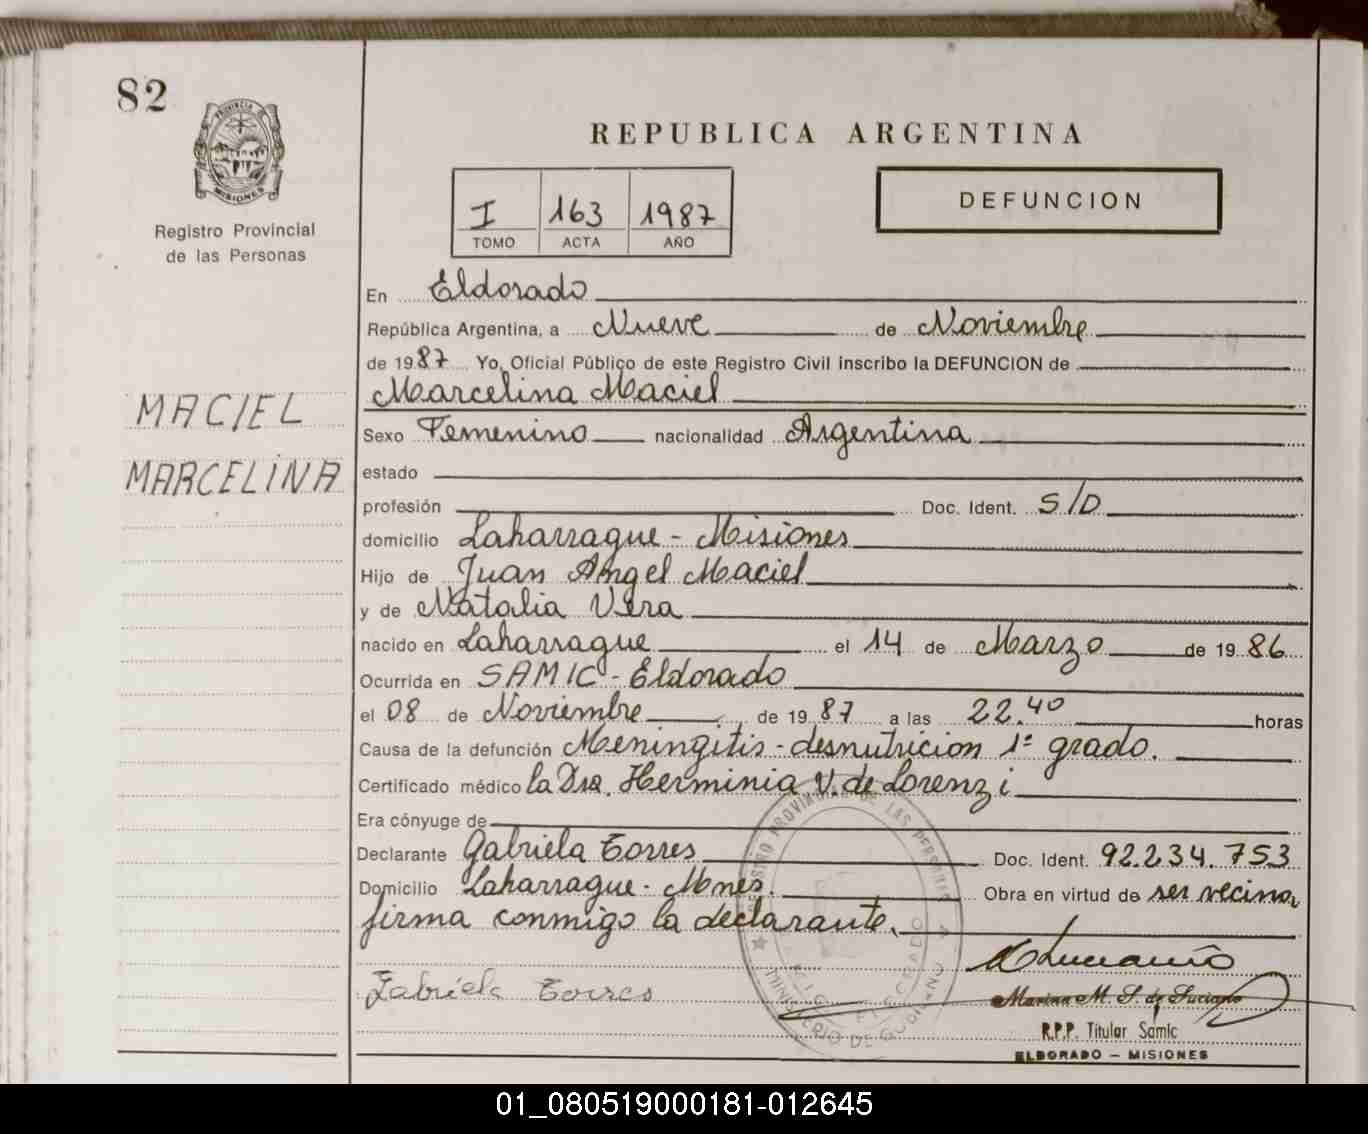 82
PROVINCIA
MISIONES
Registro Provincial
de las Personas
MACIEL
MARCELINA
REPUBLICA ARGENTINA
I 163 1987
TOMO ACTA AÑO
DEFUNCION
En Eldorado
República Argentina, a Nueve de Noviembre
de 1987 Yo, Oficial Público de este Registro Civil inscribo la DEFUNCION de
Marcelina Maciel
Sexo Femenino nacionalidad Argentina
estado
profesión Doc. Ident. S/D
domicilio Laharrague - Misiones
Hijo de Juan Angel Maciel
y de Natalia Vera
nacido en Laharrague el 14 de Marzo de 1986
Ocurrida en SAMIC - Eldorado
el 08 de Noviembre de 1987 a las 22.40 horas
Causa de la defunción Meningitis - desnutricion 1º grado.
Certificado médico la Dra. Herminia V. de Lorenzi
Era cónyuge de
Declarante Gabriela Torres Doc. Ident. 92.234.753
Domicilio Laharrague - Mnes. Obra en virtud de ser vecina,
firma conmigo la declarante.
Gabriela Torres
Marina M. S. de Luciano
R.P.P. Titular Samic
ELDORADO - MISIONES
01_080519000181-012645